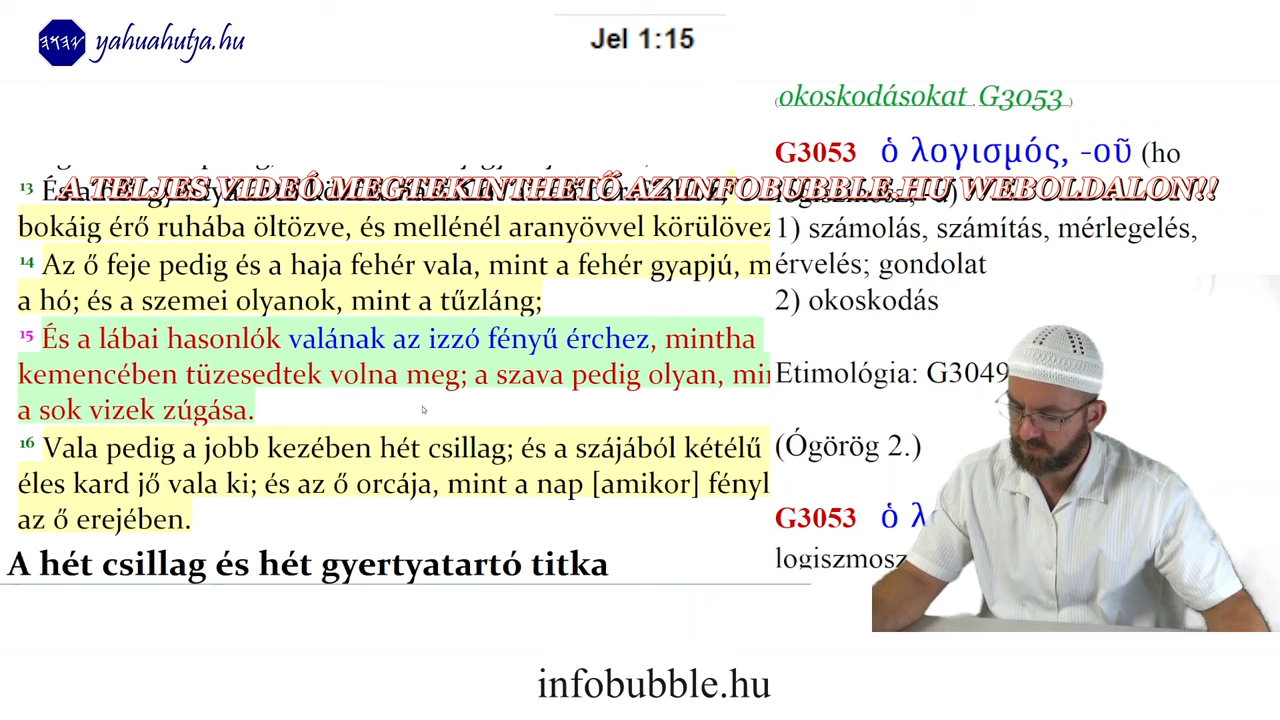 yahuahutja.hu
Jel 1:15
(okoskodásokat G3053 )
G3053 ὁ λογισμός, -οῦ (ho
A TELJES VIDEÓ MEGTEKINTHETŐ AZ INFOBUBBLE.HU WEBOLDALON!!
13 És a
bokáig érő ruhába öltözve, és mellénél aranyövvel körülövez
14 Az ő feje pedig és a haja fehér vala, mint a fehér gyapjú, m
a hó; és a szemei olyanok, mint a tűzláng;
15 És a lábai hasonlók valának az izzó fényű érchez, mintha
kemencében tüzesedtek volna meg; a szava pedig olyan, min
a sok vizek zúgása.
16 Vala pedig a jobb kezében hét csillag; és a szájából kétélű
éles kard jő vala ki; és az ő orcája, mint a nap [amikor] fényl
az ő erejében.
A hét csillag és hét gyertyatartó titka
1) számolás, számítás, mérlegelés,
érvelés; gondolat
2) okoskodás
Etimológia: G3049
(Ógörög 2.)
G3053 ὁ λ
logiszmosz
infobubble.hu